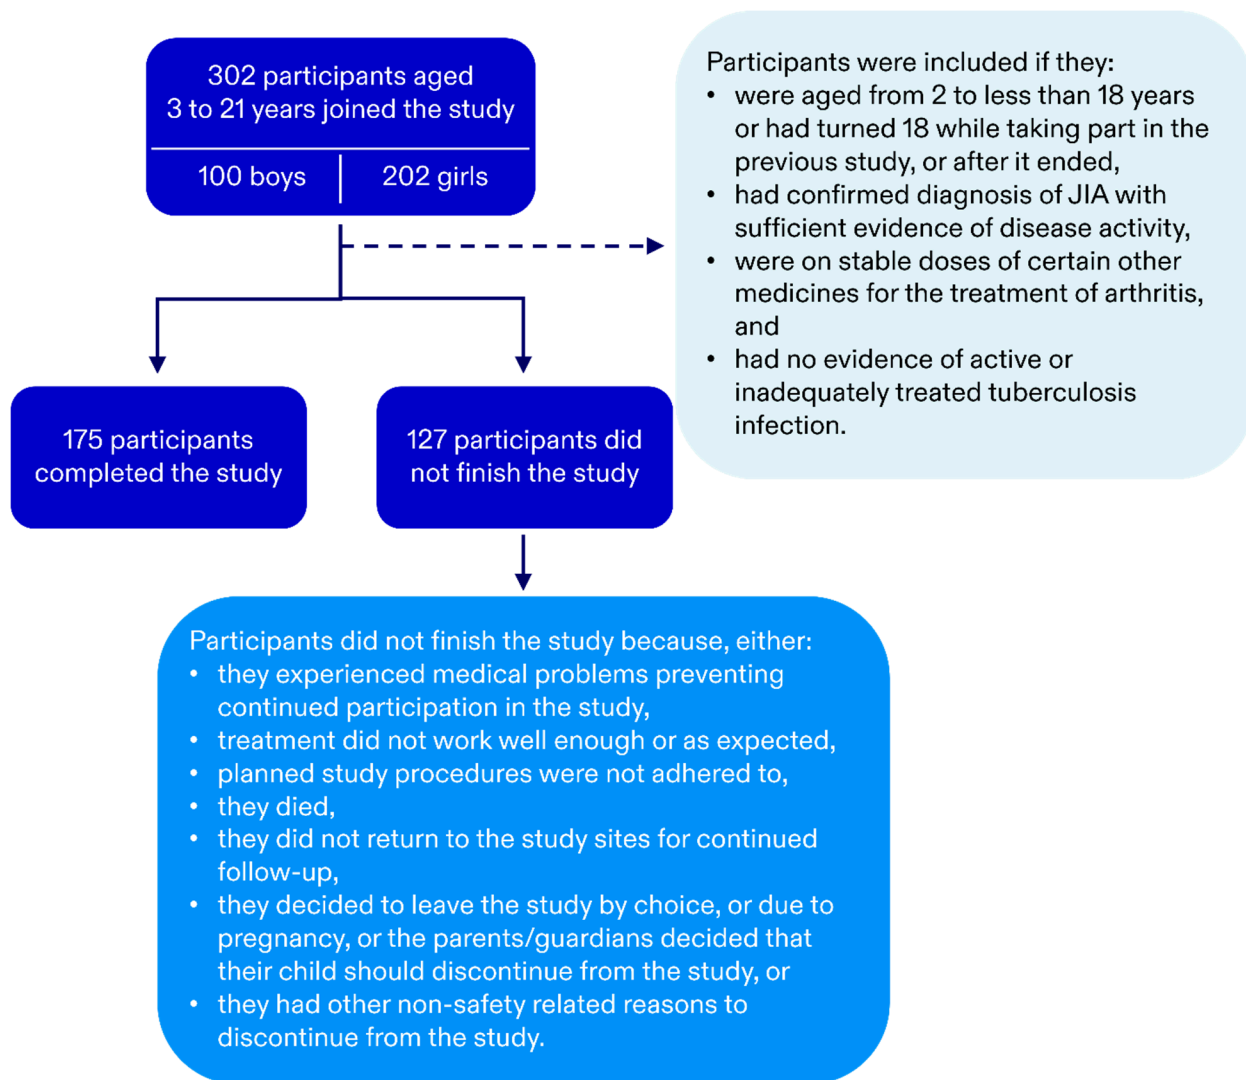 302 participants aged
3 to 21 years joined the study
100 boys
202 girls
Participants were included if they:
• were aged from 2 to less than 18 years
or had turned 18 while taking part in the
previous study, or after it ended,
• had confirmed diagnosis of JIA with
sufficient evidence of disease activity,
• were on stable doses of certain other
medicines for the treatment of arthritis,
and
• had no evidence of active or
inadequately treated tuberculosis
infection.
175 participants
completed the study
127 participants did
not finish the study
Participants did not finish the study because, either:
• they experienced medical problems preventing
continued participation in the study,
• treatment did not work well enough or as expected,
• planned study procedures were not adhered to,
• they died,
• they did not return to the study sites for continued
follow-up,
• they decided to leave the study by choice, or due to
pregnancy, or the parents/guardians decided that
their child should discontinue from the study, or
• they had other non-safety related reasons to
discontinue from the study.